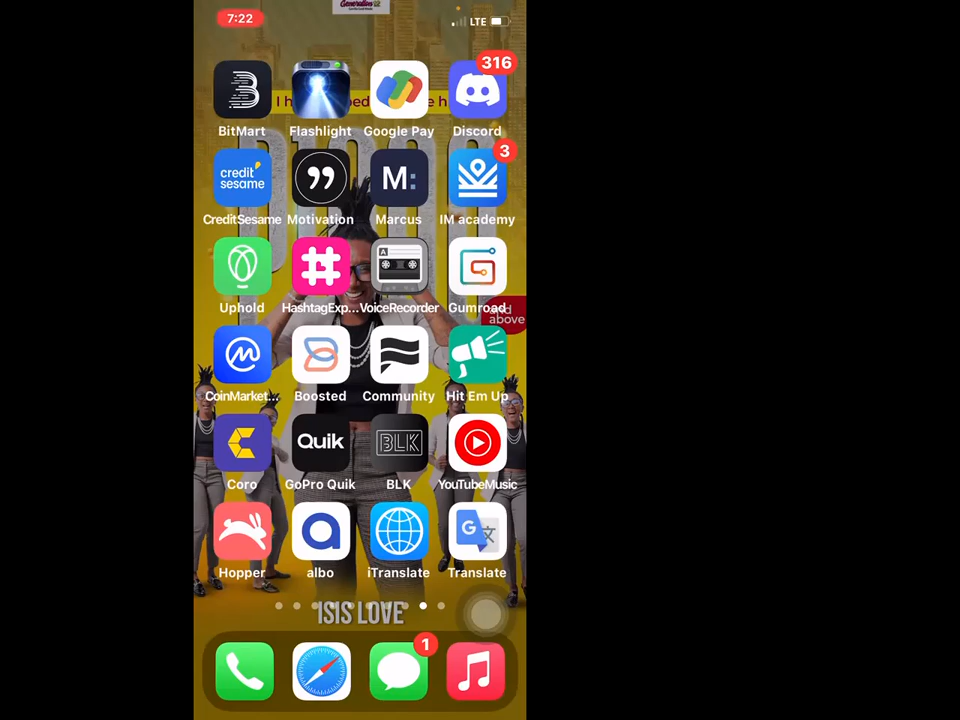 Generation
7:22
LTE
316
I h
BitMart
Flashlight
Google Pay
Discord
3
credit
sesame
M:
CreditSesame
Motivation
Marcus
IM academy
A
Uphold
HashtagExp...
VoiceRecorder
Gumroad
above
CoinMarket...
Boosted
Community
Hit Em Up
Quik
BLK
Coro
GoPro Quik
BLK
YouTubeMusic
a
G
Hopper
albo
iTranslate
Translate
ISIS LOVE
1